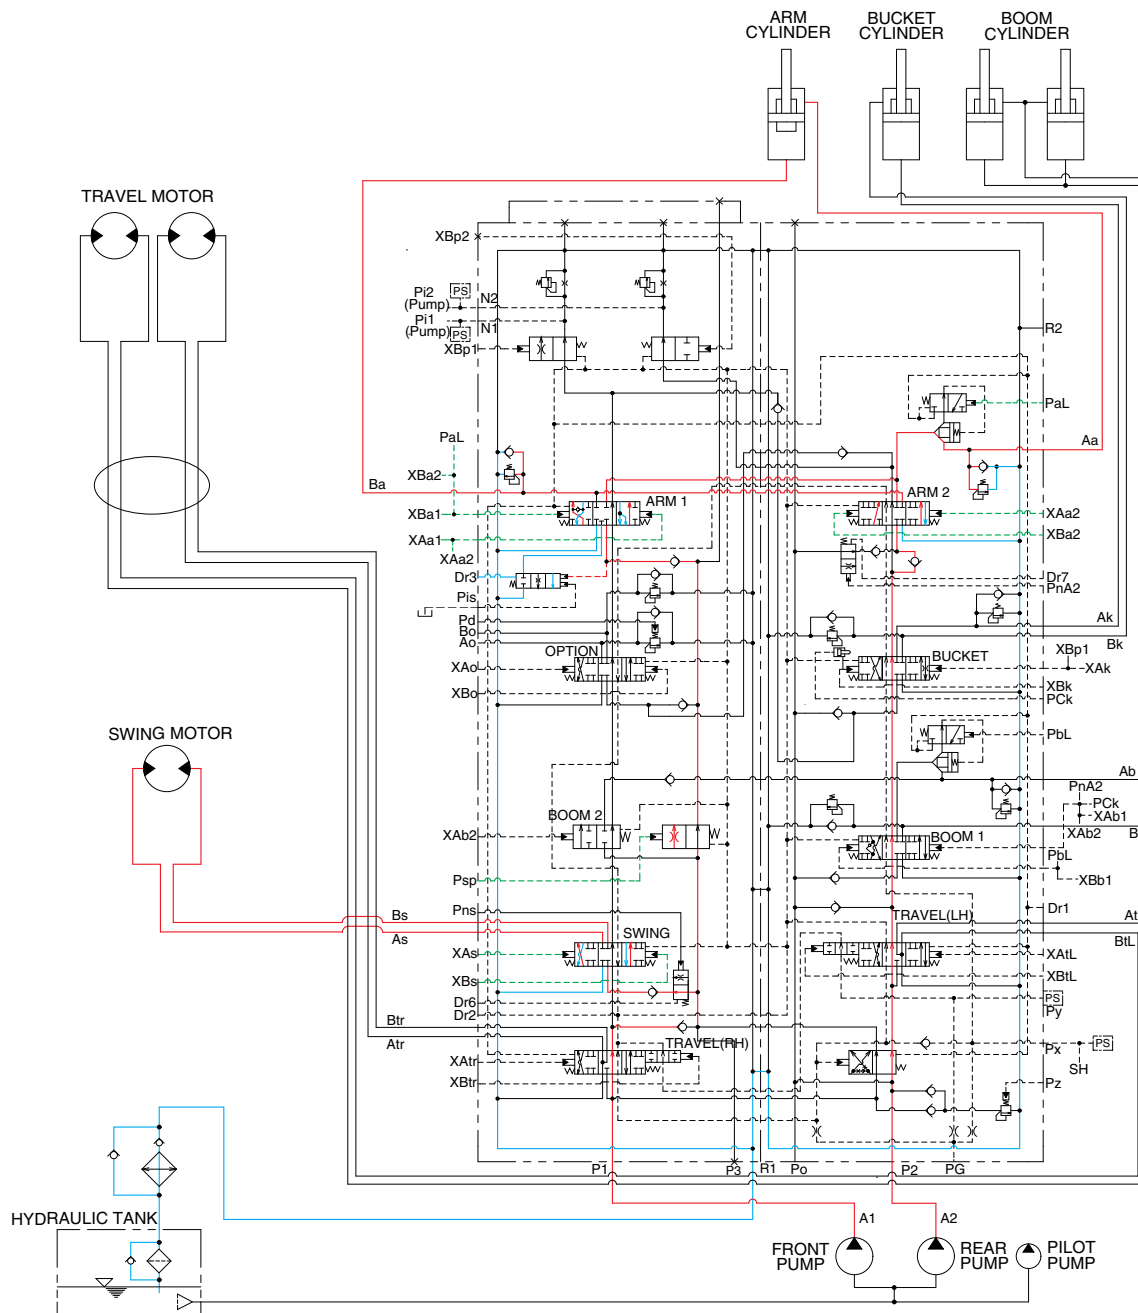 ARM
CYLINDER
BUCKET
CYLINDER
BOOM
CYLINDER
TRAVEL MOTOR
XBp2
Pi2
(Pump)
PS
N2
Pi1
(Pump)
PS
N1
XBp1
R2
PaL
Aa
PaL
XBa2
Ba
ARM 1
ARM 2
XBa1
XAa1
XAa2
XAa2
XBa2
Dr3
Pis
Dr7
PnA2
Pd
Bo
Ao
Ak
Bk
OPTION
BUCKET
XBp1
XAo
XAk
XBo
XBk
PCk
SWING MOTOR
PbL
Ab
PnA2
PCk
XAb1
BOOM 2
BOOM 1
XAb2
XAb2
B
PbL
Psp
XBb1
Pns
Dr1
Bs
As
TRAVEL(LH)
At
SWING
BtL
XAs
XAtL
XBs
XBtL
Dr6
Dr2
PS
Py
Btr
Atr
TRAVEL(RH)
Px
PS
XAtr
SH
XBtr
Pz
P1
P3
R1
Po
P2
PG
HYDRAULIC TANK
A1
A2
FRONT
PUMP
REAR
PUMP
PILOT
PUMP